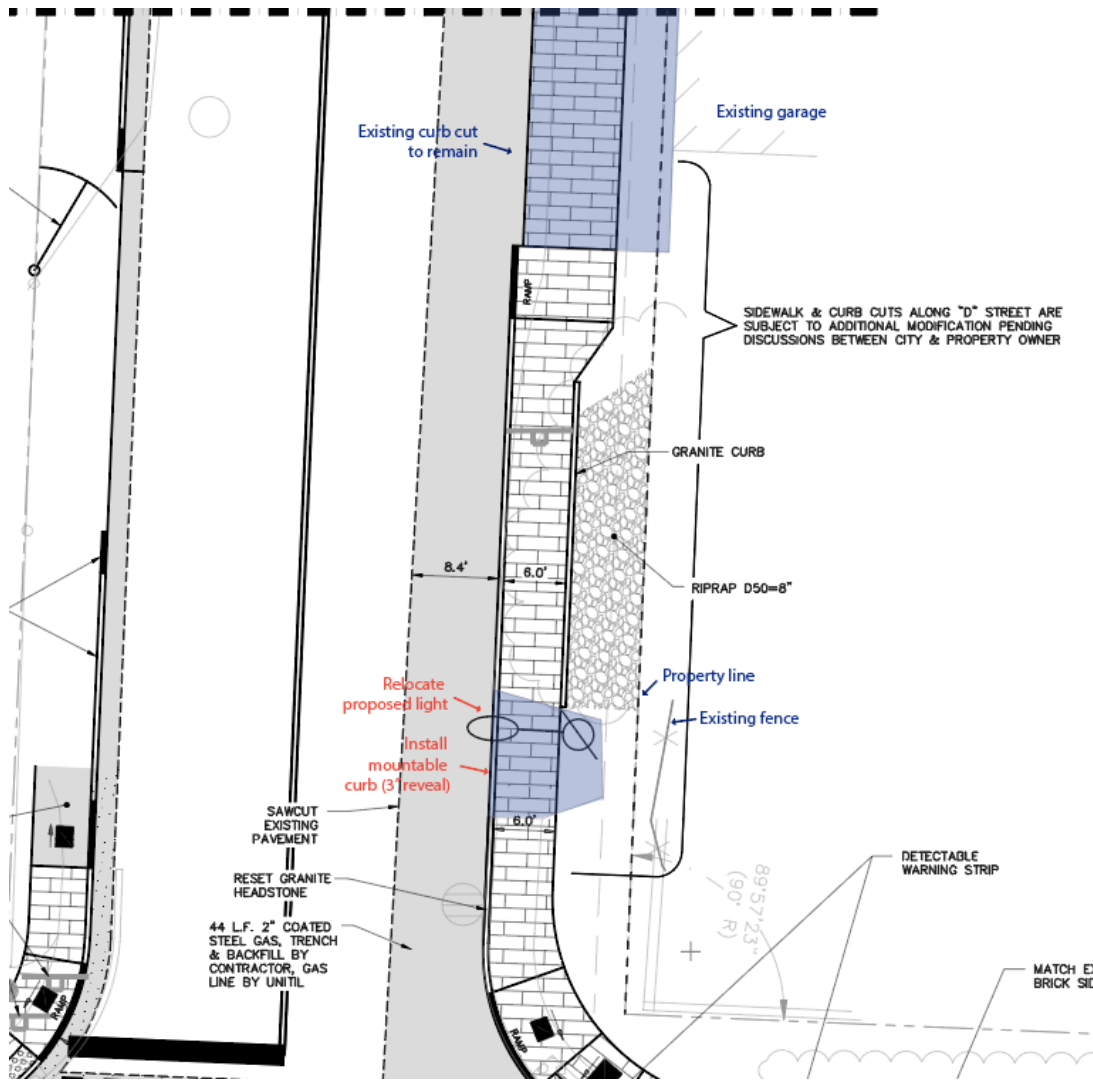 Existing garage
Existing curb cut
to remain
RAMP
SIDEWALK & CURB CUTS ALONG "D" STREET ARE
SUBJECT TO ADDITIONAL MODIFICATION PENDING
DISCUSSIONS BETWEEN CITY & PROPERTY OWNER
GRANITE CURB
8.4'
6.0'
RIPRAP D50=8"
Relocate
proposed light
Property line
Existing fence
Install
mountable
curb (3" reveal)
SAWCUT
EXISTING
PAVEMENT
6.0'
DETECTABLE
WARNING STRIP
RESET GRANITE
HEADSTONE
89°57'23"
(90' R)
44 L.F. 2" COATED
STEEL GAS, TRENCH
& BACKFILL BY
CONTRACTOR, GAS
LINE BY UNITIL
MATCH
BRICK
RAMP
RAMP